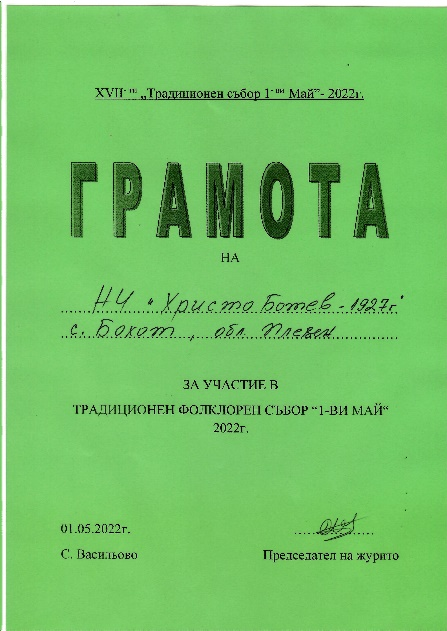 XVII-ти „Традиционен събор 1-ви Май"- 2022г.
ГРАМОТА
НА
НЧ "Христо Ботев - 1927г"
с. Бохот, обл. Плевен
ЗА УЧАСТИЕ В
ТРАДИЦИОНЕН ФОЛКЛОРЕН СЪБОР “1-ВИ МАЙ“
2022г.
01.05.2022г.
С. Васильово
Председател на журито